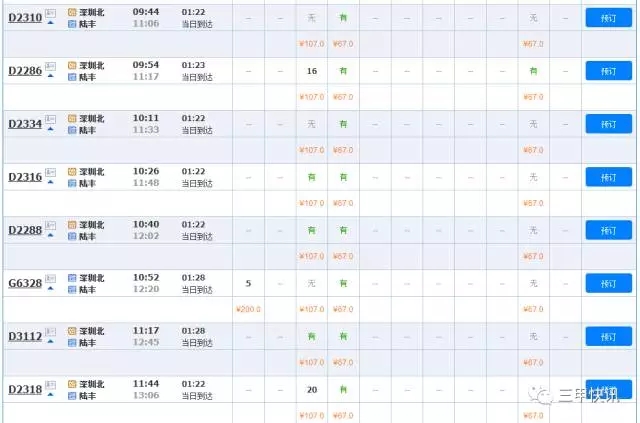 D2310 深圳北 09:44 01:22 -- -- 无 有 -- -- -- -- -- 无 -- 预订
陆丰 11:06 当日到达
¥107.0 ¥67.0 ¥67.0
D2286 深圳北 09:54 01:23 -- -- 16 有 -- -- -- -- -- 有 -- 预订
陆丰 11:17 当日到达
¥107.0 ¥67.0 ¥67.0
D2334 深圳北 10:11 01:22 -- -- 无 有 -- -- -- -- -- 无 -- 预订
陆丰 11:33 当日到达
¥107.0 ¥67.0 ¥67.0
D2316 深圳北 10:26 01:22 -- -- 有 有 -- -- -- -- -- 无 -- 预订
陆丰 11:48 当日到达
¥107.0 ¥67.0 ¥67.0
D2288 深圳北 10:40 01:22 -- -- 有 有 -- -- -- -- -- 无 -- 预订
陆丰 12:02 当日到达
¥107.0 ¥67.0 ¥67.0
G6328 深圳北 10:52 01:28 5 -- 无 有 -- -- -- -- -- 无 -- 预订
陆丰 12:20 当日到达
¥200.0 ¥107.0 ¥67.0 ¥67.0
D3112 深圳北 11:17 01:28 -- -- 有 有 -- -- -- -- -- 无 -- 预订
陆丰 12:45 当日到达
¥107.0 ¥67.0 ¥67.0
D2318 深圳北 11:44 01:22 -- -- 20 有 -- -- -- -- -- 无 -- 预订
陆丰 13:06 当日到达
三甲快讯
¥107.0 ¥67.0 ¥67.0